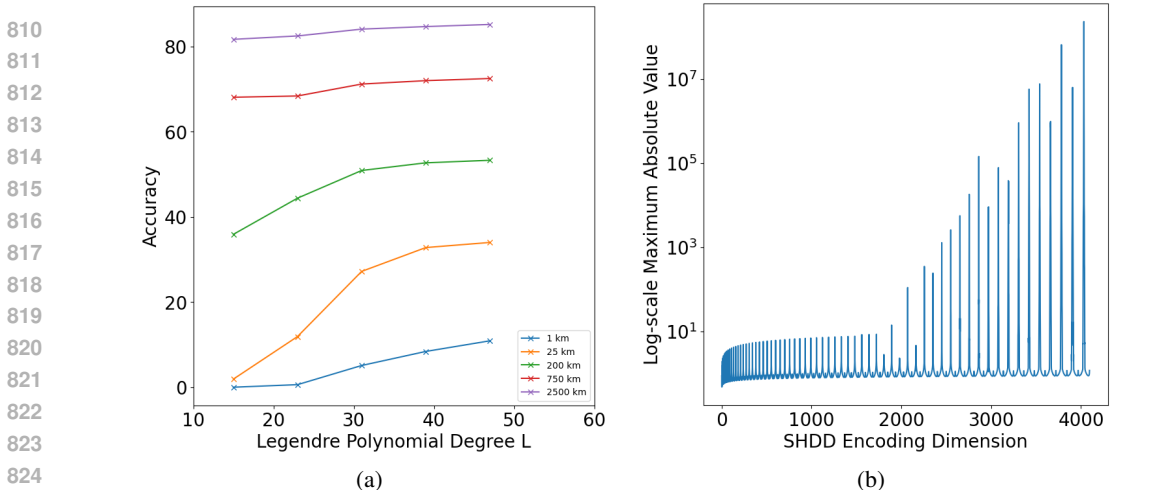 810
811
812
813
814
815
816
817
818
819
820
821
822
823
824
Accuracy
80
60
40
20
0
10 20 30 40 50 60
Legendre Polynomial Degree L
1 km
25 km
200 km
750 km
2500 km
(a)
Log-scale Maximum Absolute Value
10^7
10^5
10^3
10^1
0 1000 2000 3000 4000
SHDD Encoding Dimension
(b)